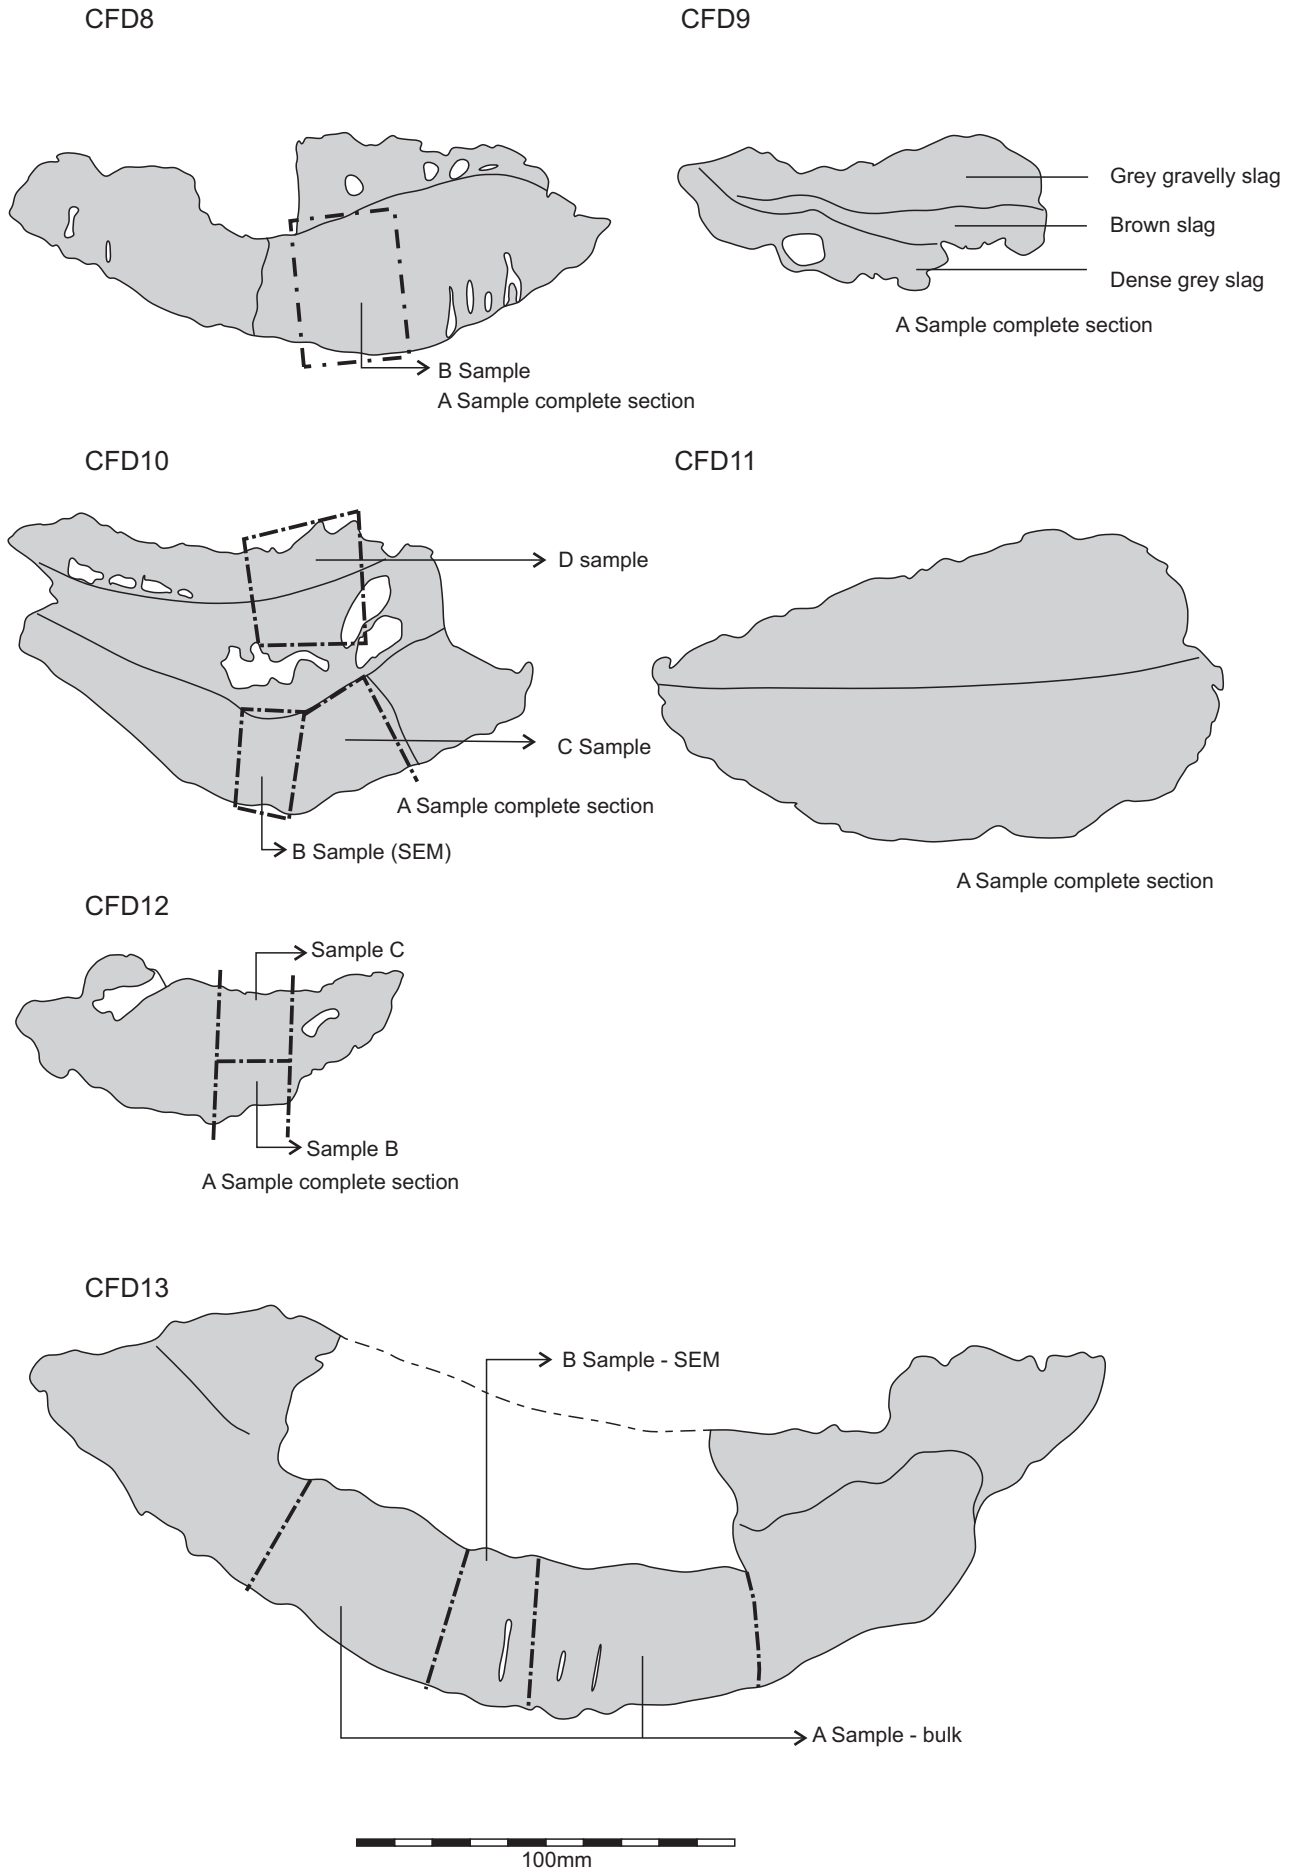 CFD8
CFD9
Grey gravelly slag
Brown slag
Dense grey slag
A Sample complete section
B Sample
A Sample complete section
CFD10
CFD11
D sample
C Sample
A Sample complete section
B Sample (SEM)
A Sample complete section
CFD12
Sample C
Sample B
A Sample complete section
CFD13
B Sample - SEM
A Sample - bulk
100mm